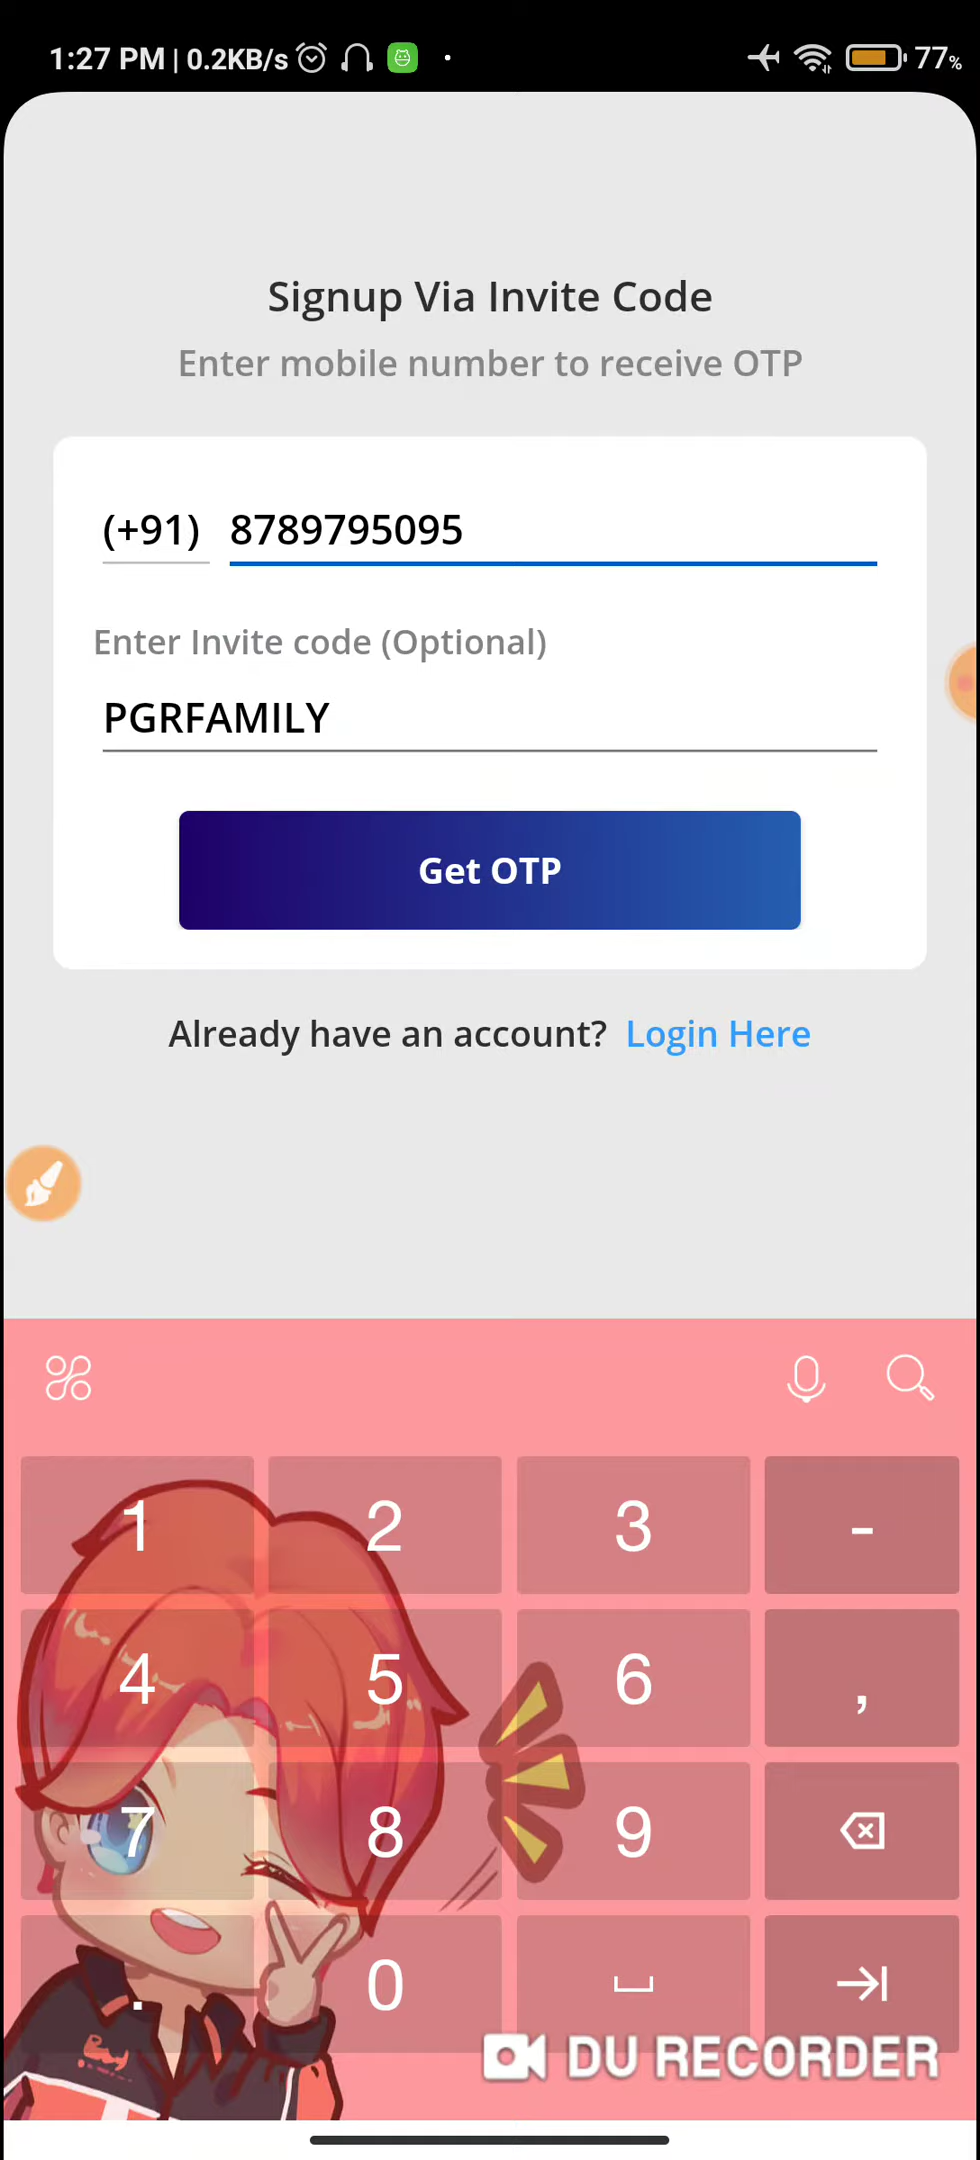 1:27 PM | 0.2KB/s 77%
Signup Via Invite Code
Enter mobile number to receive OTP
(+91) 8789795095
Enter Invite code (Optional)
PGRFAMILY
Get OTP
Already have an account? Login Here
1 2 3 -
4 5 6 ,
7 8 9
. 0
DU RECORDER